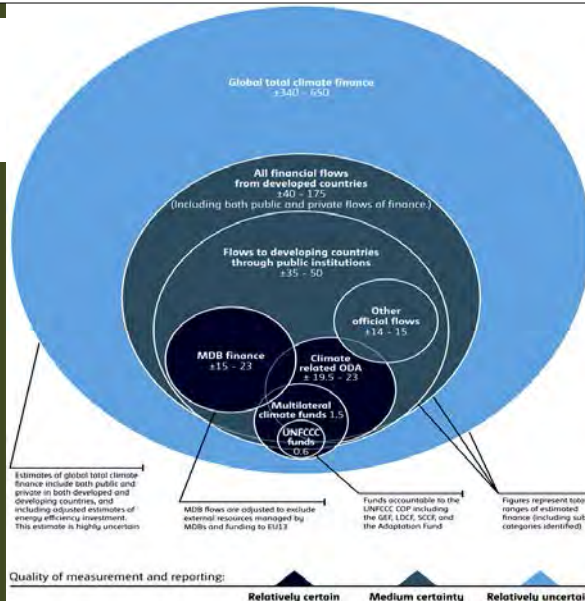 Global total climate finance
±340 - 650
All financial flows
from developed countries
±40 - 175
(Including both public and private flows of finance.)
Flows to developing countries
through public institutions
±35 - 50
Other
official flows
±14 - 15
MDB finance
±15 - 23
Climate
related ODA
± 19.5 - 23
Multilateral
climate funds 1.5
UNFCCC
funds
0.6
Estimates of global total climate
finance include both public and
private in both developed and
developing countries, and
including adjusted estimates of
energy efficiency investment.
This estimate is highly uncertain
MDB flows are adjusted to exclude
external resources managed by
MDBs and funding to EU13
Funds accountable to the
UNFCCC COP including
the GEF, LDCF, SCCF, and
the Adaptation Fund
Figures represent total
ranges of estimated
finance (including sub
categories identified)
Quality of measurement and reporting:
Relatively certain
Medium certainty
Relatively uncertain